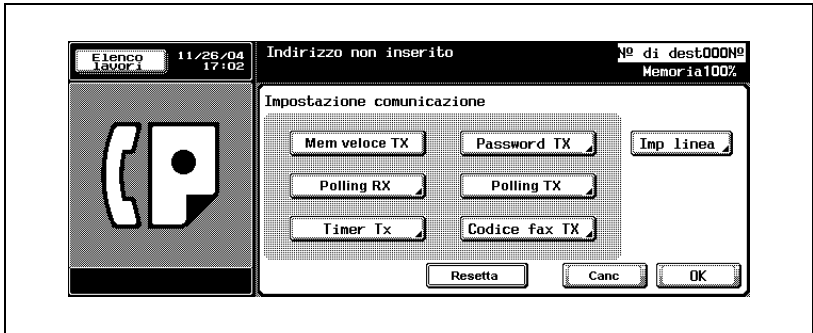 Elenco
lavori
11/26/04
17:02
Indirizzo non inserito
Nº di dest000Nº
Memoria100%
Impostazione comunicazione
Mem veloce TX
Password TX
Imp linea
Polling RX
Polling TX
Timer Tx
Codice fax TX
Resetta
Canc
OK